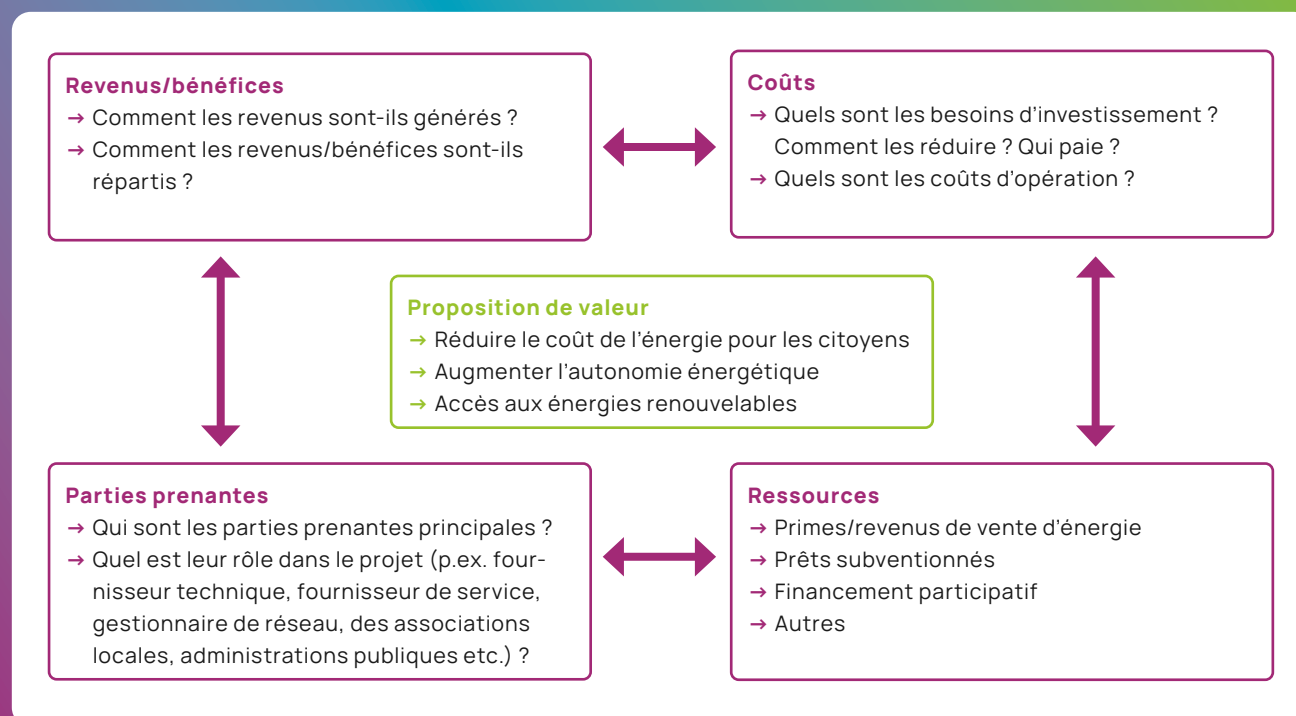 Revenus/bénéfices
→ Comment les revenus sont-ils générés ?
→ Comment les revenus/bénéfices sont-ils
répartis ?
Coûts
→ Quels sont les besoins d’investissement ?
Comment les réduire ? Qui paie ?
→ Quels sont les coûts d’opération ?
Proposition de valeur
→ Réduire le coût de l’énergie pour les citoyens
→ Augmenter l’autonomie énergétique
→ Accès aux énergies renouvelables
Parties prenantes
→ Qui sont les parties prenantes principales ?
→ Quel est leur rôle dans le projet (p.ex. four-
nisseur technique, fournisseur de service,
gestionnaire de réseau, des associations
locales, administrations publiques etc.) ?
Ressources
→ Primes/revenus de vente d’énergie
→ Prêts subventionnés
→ Financement participatif
→ Autres